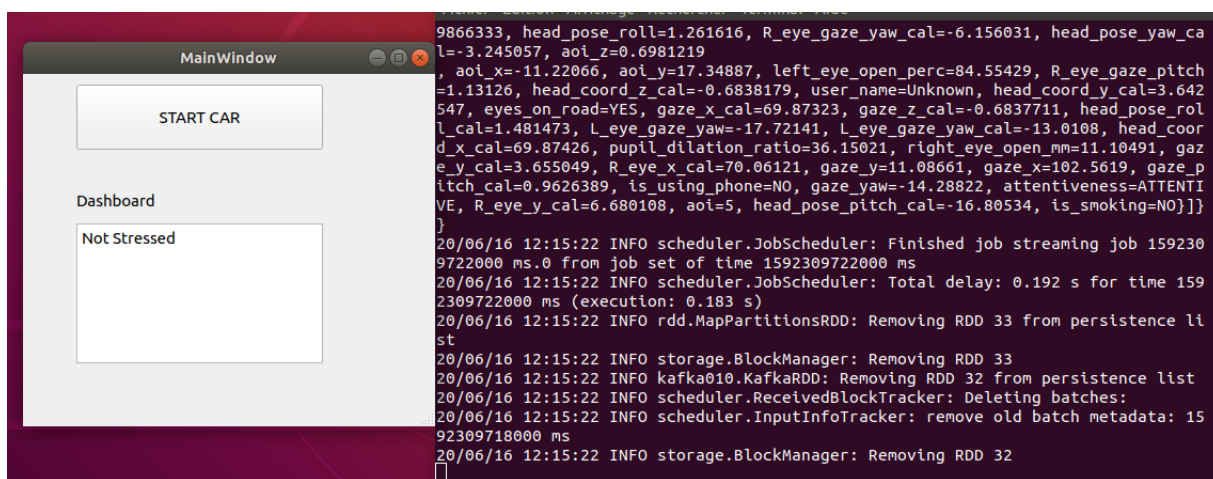 MainWindow
START CAR
Dashboard
Not Stressed
9866333, head_pose_roll=1.261616, R_eye_gaze_yaw_cal=-6.156031, head_pose_yaw_ca
l=-3.245057, aoi_z=0.6981219
, aoi_x=-11.22066, aoi_y=17.34887, left_eye_open_perc=84.55429, R_eye_gaze_pitch
=1.13126, head_coord_z_cal=-0.6838179, user_name=Unknown, head_coord_y_cal=3.642
547, eyes_on_road=YES, gaze_x_cal=69.87323, gaze_z_cal=-0.6837711, head_pose_rol
l_cal=1.481473, L_eye_gaze_yaw=-17.72141, L_eye_gaze_yaw_cal=-13.0108, head_coor
d_x_cal=69.87426, pupil_dilation_ratio=36.15021, right_eye_open_mm=11.10491, gaz
e_y_cal=3.655049, R_eye_x_cal=70.06121, gaze_y=11.08661, gaze_x=102.5619, gaze_p
itch_cal=0.9626389, is_using_phone=NO, gaze_yaw=-14.28822, attentiveness=ATTENTI
VE, R_eye_y_cal=6.680108, aoi=5, head_pose_pitch_cal=-16.80534, is_smoking=NO}]}
}
20/06/16 12:15:22 INFO scheduler.JobScheduler: Finished job streaming job 159230
9722000 ms.0 from job set of time 1592309722000 ms
20/06/16 12:15:22 INFO scheduler.JobScheduler: Total delay: 0.192 s for time 159
2309722000 ms (execution: 0.183 s)
20/06/16 12:15:22 INFO rdd.MapPartitionsRDD: Removing RDD 33 from persistence li
st
20/06/16 12:15:22 INFO storage.BlockManager: Removing RDD 33
20/06/16 12:15:22 INFO kafka010.KafkaRDD: Removing RDD 32 from persistence list
20/06/16 12:15:22 INFO scheduler.ReceivedBlockTracker: Deleting batches:
20/06/16 12:15:22 INFO scheduler.InputInfoTracker: remove old batch metadata: 15
92309718000 ms
20/06/16 12:15:22 INFO storage.BlockManager: Removing RDD 32